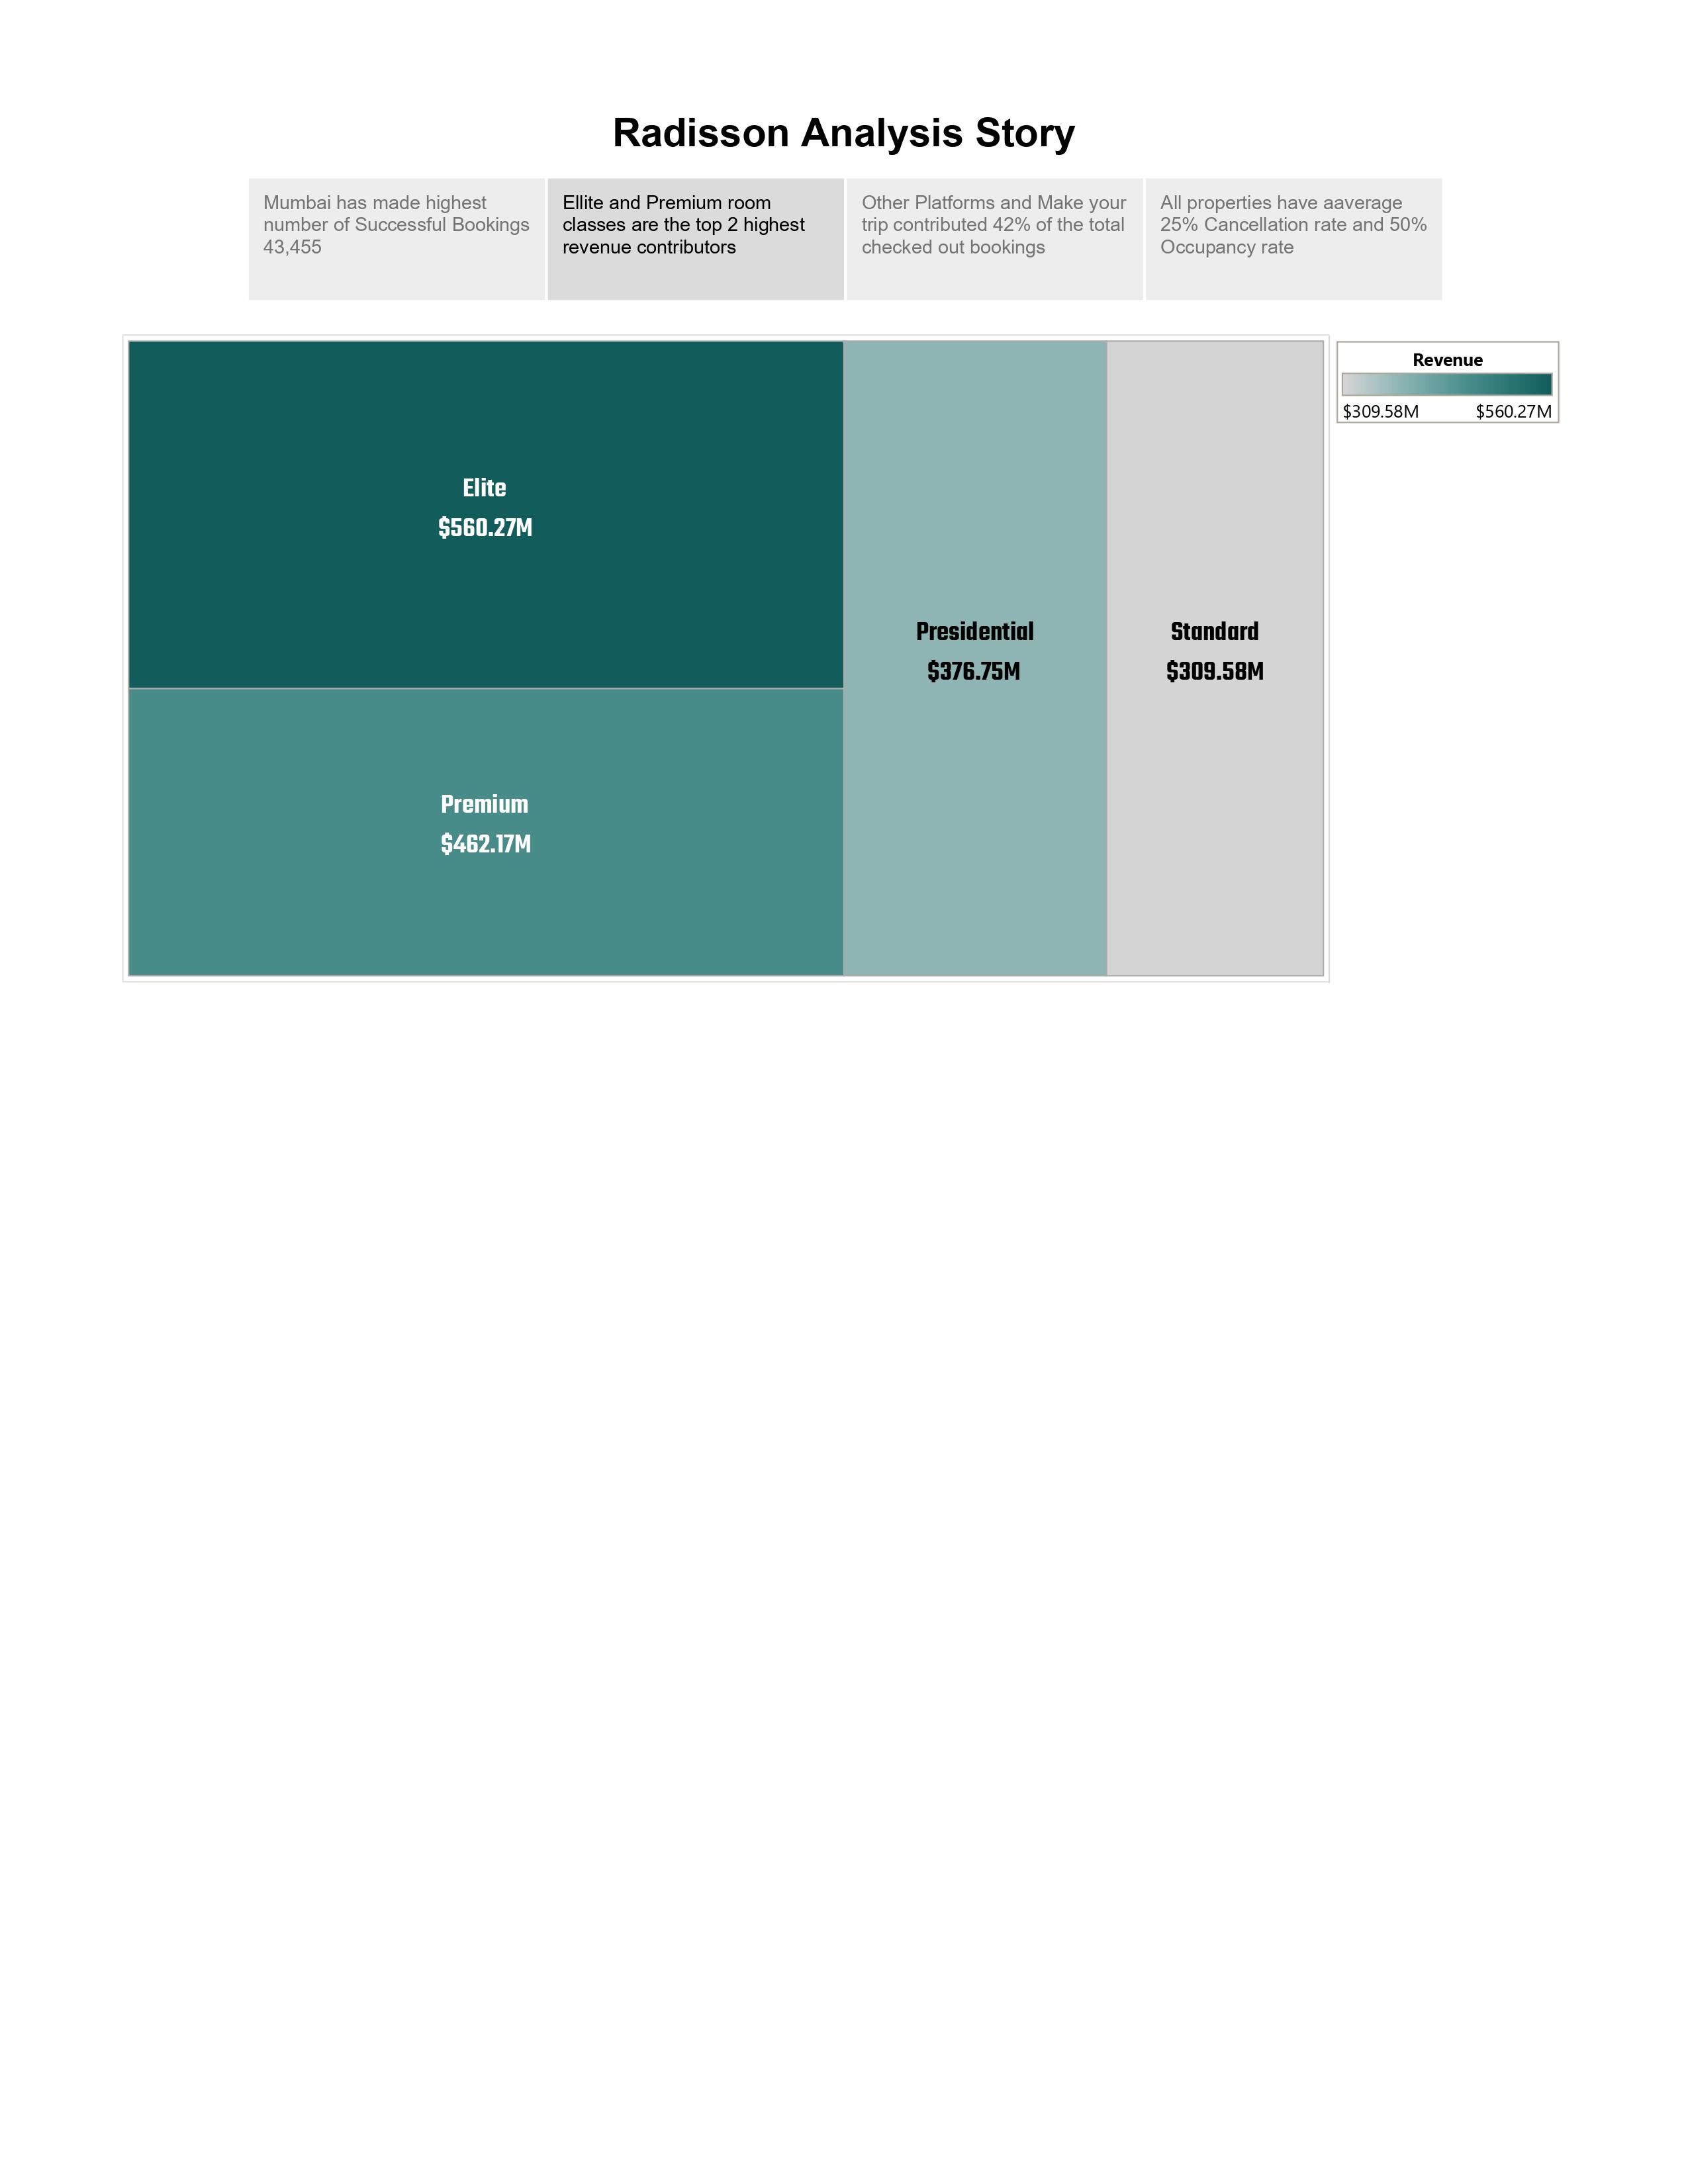 Radisson Analysis Story
Mumbai has made highest
number of Successful Bookings
43,455
Ellite and Premium room
classes are the top 2 highest
revenue contributors
Other Platforms and Make your
trip contributed 42% of the total
checked out bookings
All properties have aaverage
25% Cancellation rate and 50%
Occupancy rate
Revenue
$309.58M $560.27M
Elite
$560.27M
Premium
$462.17M
Presidential
$376.75M
Standard
$309.58M